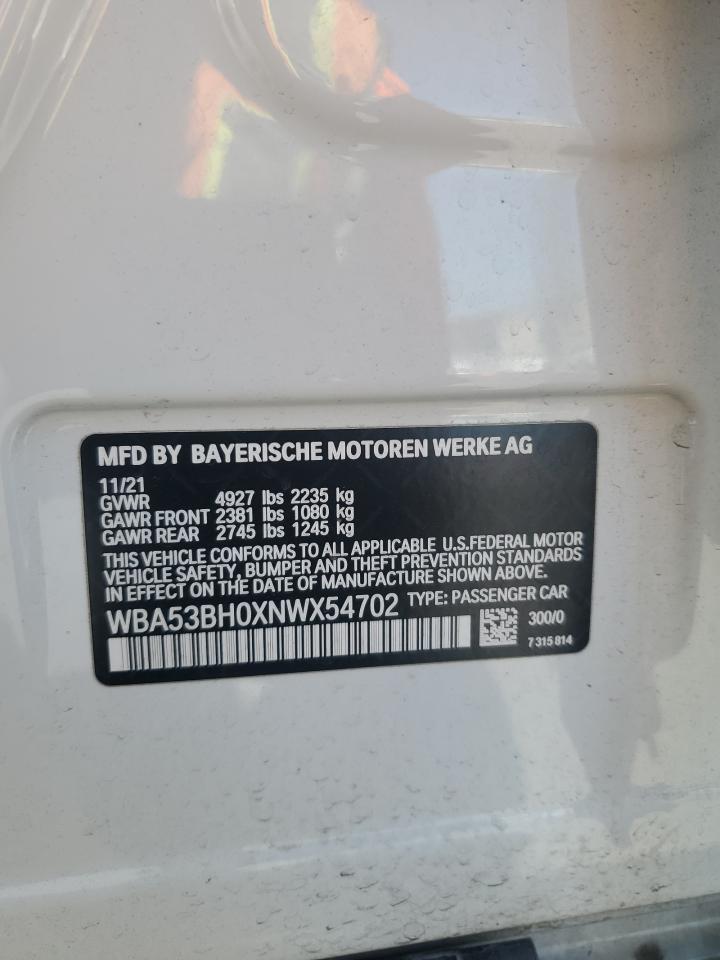 MFD BY BAYERISCHE MOTOREN WERKE AG
11/21
GVWR 4927 lbs 2235 kg
GAWR FRONT 2381 lbs 1080 kg
GAWR REAR 2745 lbs 1245 kg
THIS VEHICLE CONFORMS TO ALL APPLICABLE U.S.FEDERAL MOTOR
VEHICLE SAFETY, BUMPER AND THEFT PREVENTION STANDARDS
IN EFFECT ON THE DATE OF MANUFACTURE SHOWN ABOVE.
WBA53BH0XNWX54702 TYPE: PASSENGER CAR
300/0
7 315 814